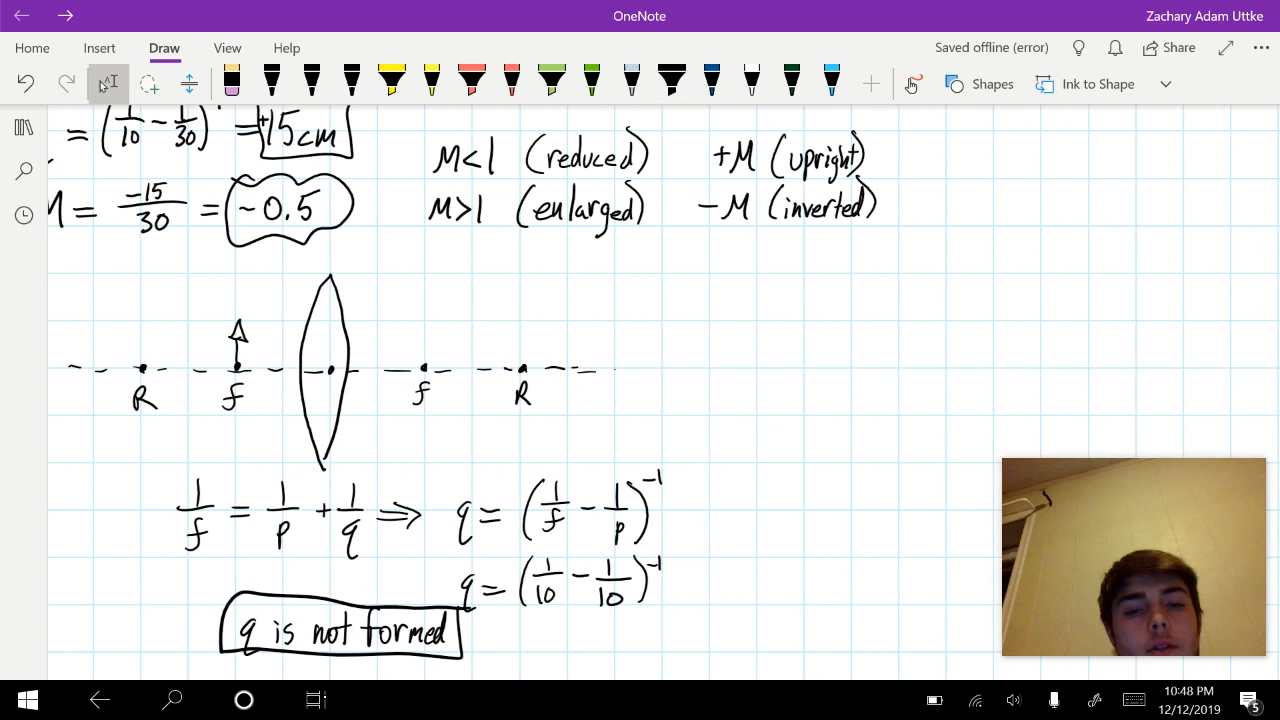 OneNote
Zachary Adam Uttke
Home Insert Draw View Help
Saved offline (error) Share
Shapes Ink to Shape
= (1/10 - 1/30) = +15cm
M = -15/30 = -0.5
M<1 (reduced) +M (upright)
M>1 (enlarged) -M (inverted)
R f f R
1/f = 1/p + 1/q ⇒ q = (1/f - 1/p)^-1
q = (1/10 - 1/10)^-1
q is not formed
10:48 PM
12/12/2019
5